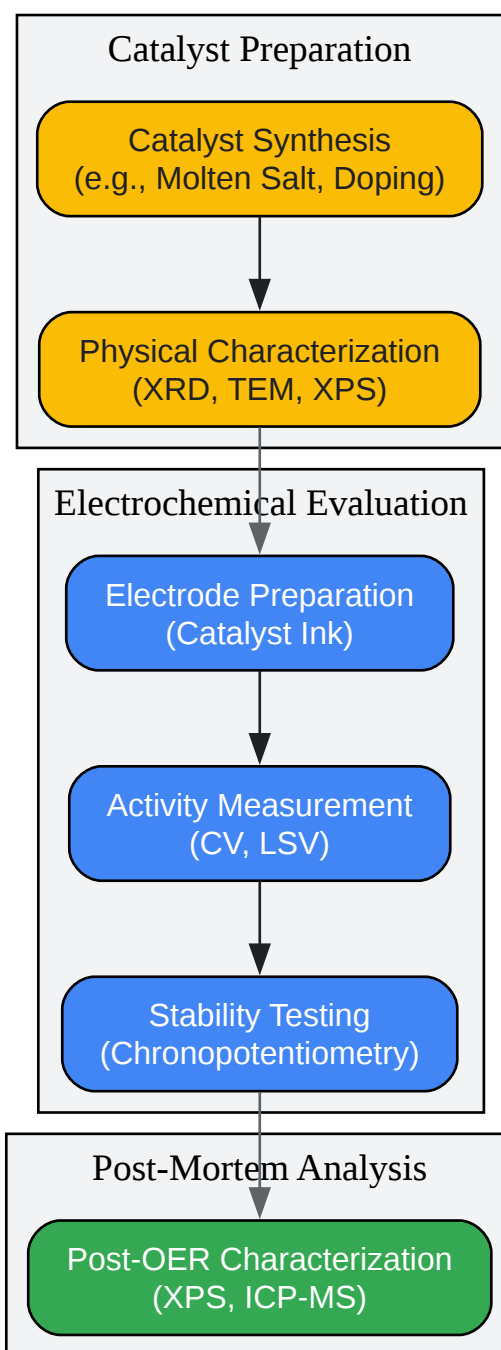 Catalyst Preparation
Catalyst Synthesis
(e.g., Molten Salt, Doping)
Physical Characterization
(XRD, TEM, XPS)
Electrochemical Evaluation
Electrode Preparation
(Catalyst Ink)
Activity Measurement
(CV, LSV)
Stability Testing
(Chronopotentiometry)
Post-Mortem Analysis
Post-OER Characterization
(XPS, ICP-MS)